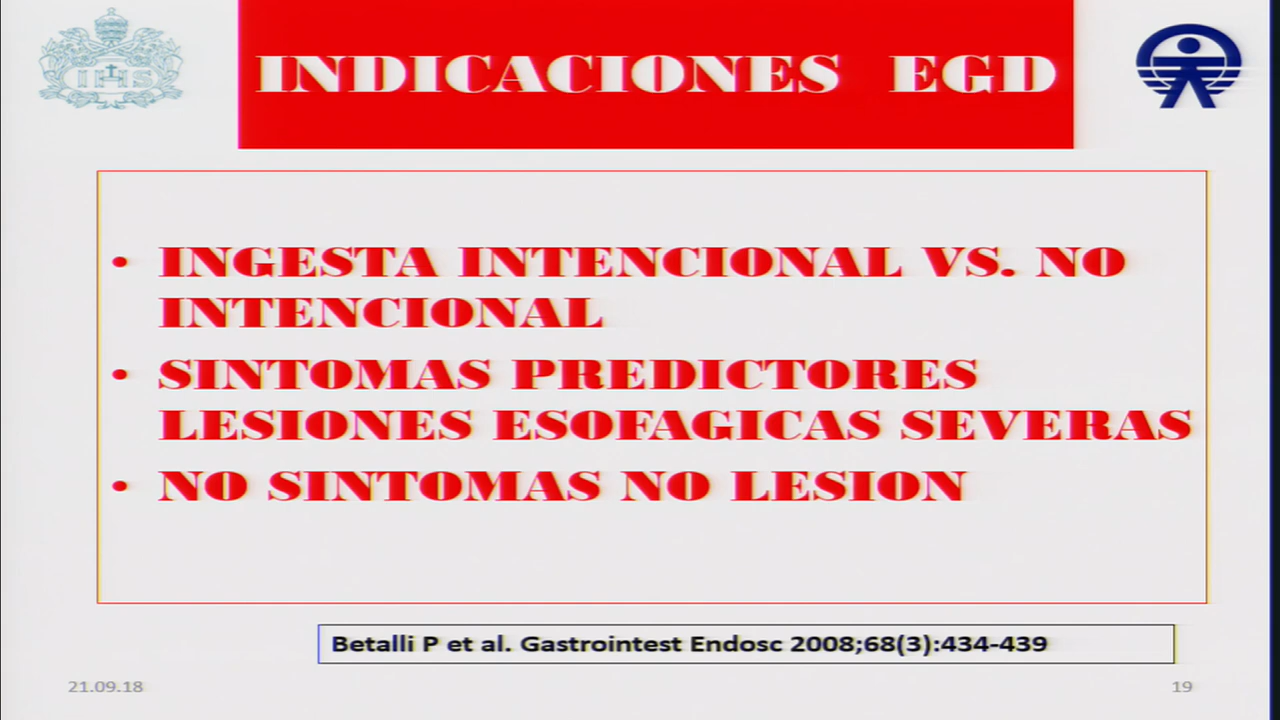 IHS
INDICACIONES EGD
• INGESTA INTENCIONAL VS. NO
INTENCIONAL
• SINTOMAS PREDICTORES
LESIONES ESOFAGICAS SEVERAS
• NO SINTOMAS NO LESION
Betalli P et al. Gastrointest Endosc 2008;68(3):434-439
21.09.18
19